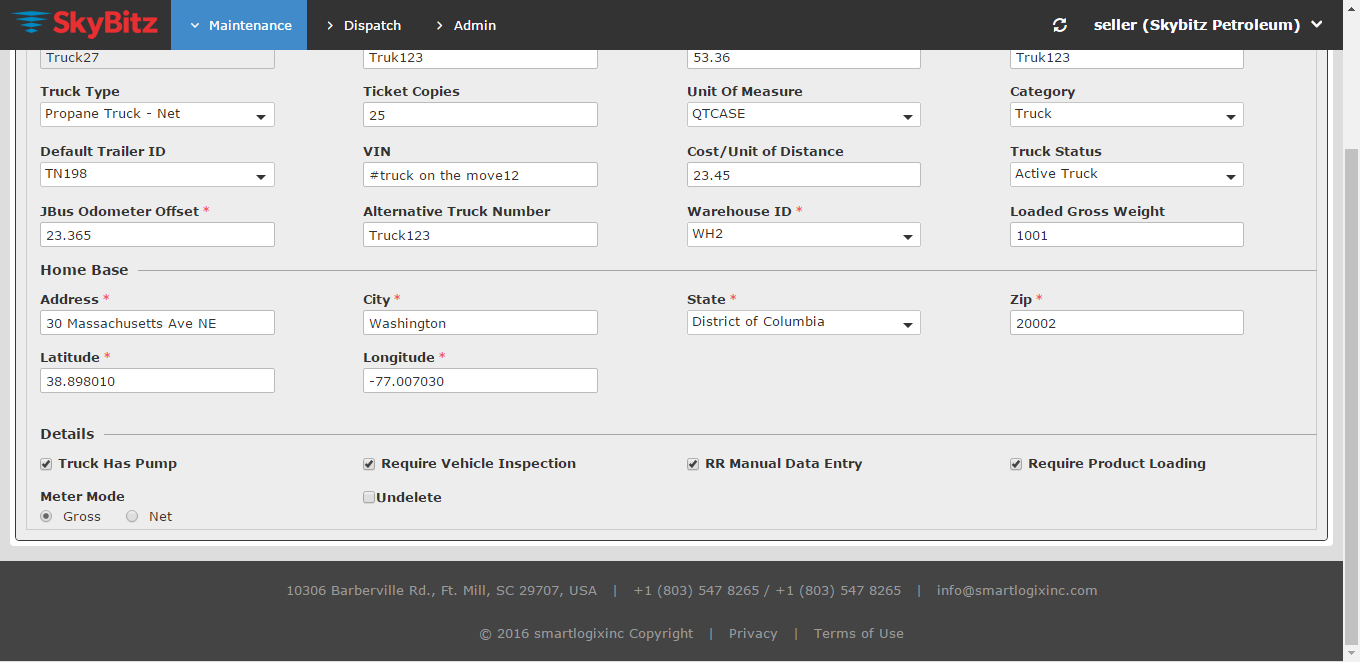 SkyBitz
Maintenance
Dispatch
Admin
seller (Skybitz Petroleum)
Truck27
Truk123
53.36
Truk123
Truck Type
Ticket Copies
Unit Of Measure
Category
Propane Truck - Net
25
QTCASE
Truck
Default Trailer ID
VIN
Cost/Unit of Distance
Truck Status
TN198
#truck on the move12
23.45
Active Truck
JBus Odometer Offset *
Alternative Truck Number
Warehouse ID *
Loaded Gross Weight
23.365
Truck123
WH2
1001
Home Base
Address *
City *
State *
Zip *
30 Massachusetts Ave NE
Washington
District of Columbia
20002
Latitude *
Longitude *
38.898010
-77.007030
Details
Truck Has Pump
Require Vehicle Inspection
RR Manual Data Entry
Require Product Loading
Meter Mode
Undelete
Gross
Net
10306 Barberville Rd., Ft. Mill, SC 29707, USA | +1 (803) 547 8265 / +1 (803) 547 8265 | info@smartlogixinc.com
© 2016 smartlogixinc Copyright | Privacy | Terms of Use